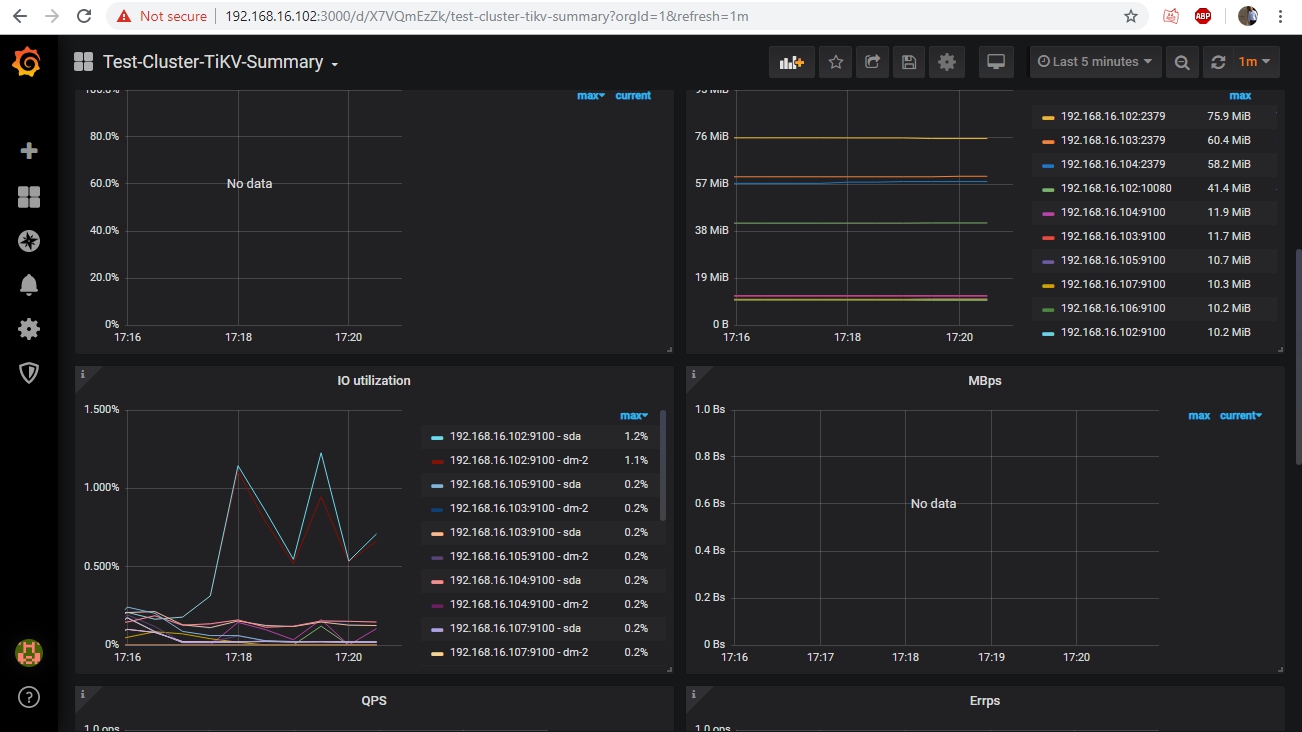 Not secure | 192.168.16.102:3000/d/X7VQmEzZk/test-cluster-tikv-summary?orgId=1&refresh=1m
ABP
Test-Cluster-TiKV-Summary
Last 5 minutes
1m
100.0%
80.0%
60.0%
40.0%
20.0%
0%
No data
17:16 17:18 17:20
max current
95 MiB
76 MiB
57 MiB
38 MiB
19 MiB
0 B
17:16 17:18 17:20
max
192.168.16.102:2379 75.9 MiB
192.168.16.103:2379 60.4 MiB
192.168.16.104:2379 58.2 MiB
192.168.16.102:10080 41.4 MiB
192.168.16.104:9100 11.9 MiB
192.168.16.103:9100 11.7 MiB
192.168.16.105:9100 10.7 MiB
192.168.16.107:9100 10.3 MiB
192.168.16.106:9100 10.2 MiB
192.168.16.102:9100 10.2 MiB
IO utilization
1.500%
1.000%
0.500%
0%
17:16 17:18 17:20
max
192.168.16.102:9100 - sda 1.2%
192.168.16.102:9100 - dm-2 1.1%
192.168.16.105:9100 - sda 0.2%
192.168.16.103:9100 - dm-2 0.2%
192.168.16.103:9100 - sda 0.2%
192.168.16.105:9100 - dm-2 0.2%
192.168.16.104:9100 - sda 0.2%
192.168.16.104:9100 - dm-2 0.2%
192.168.16.107:9100 - sda 0.2%
192.168.16.107:9100 - dm-2 0.2%
MBps
1.0 Bs
0.8 Bs
0.6 Bs
0.4 Bs
0.2 Bs
0 Bs
No data
17:16 17:17 17:18 17:19 17:20
max current
QPS
1.0 ops
Errps
1.0 ops